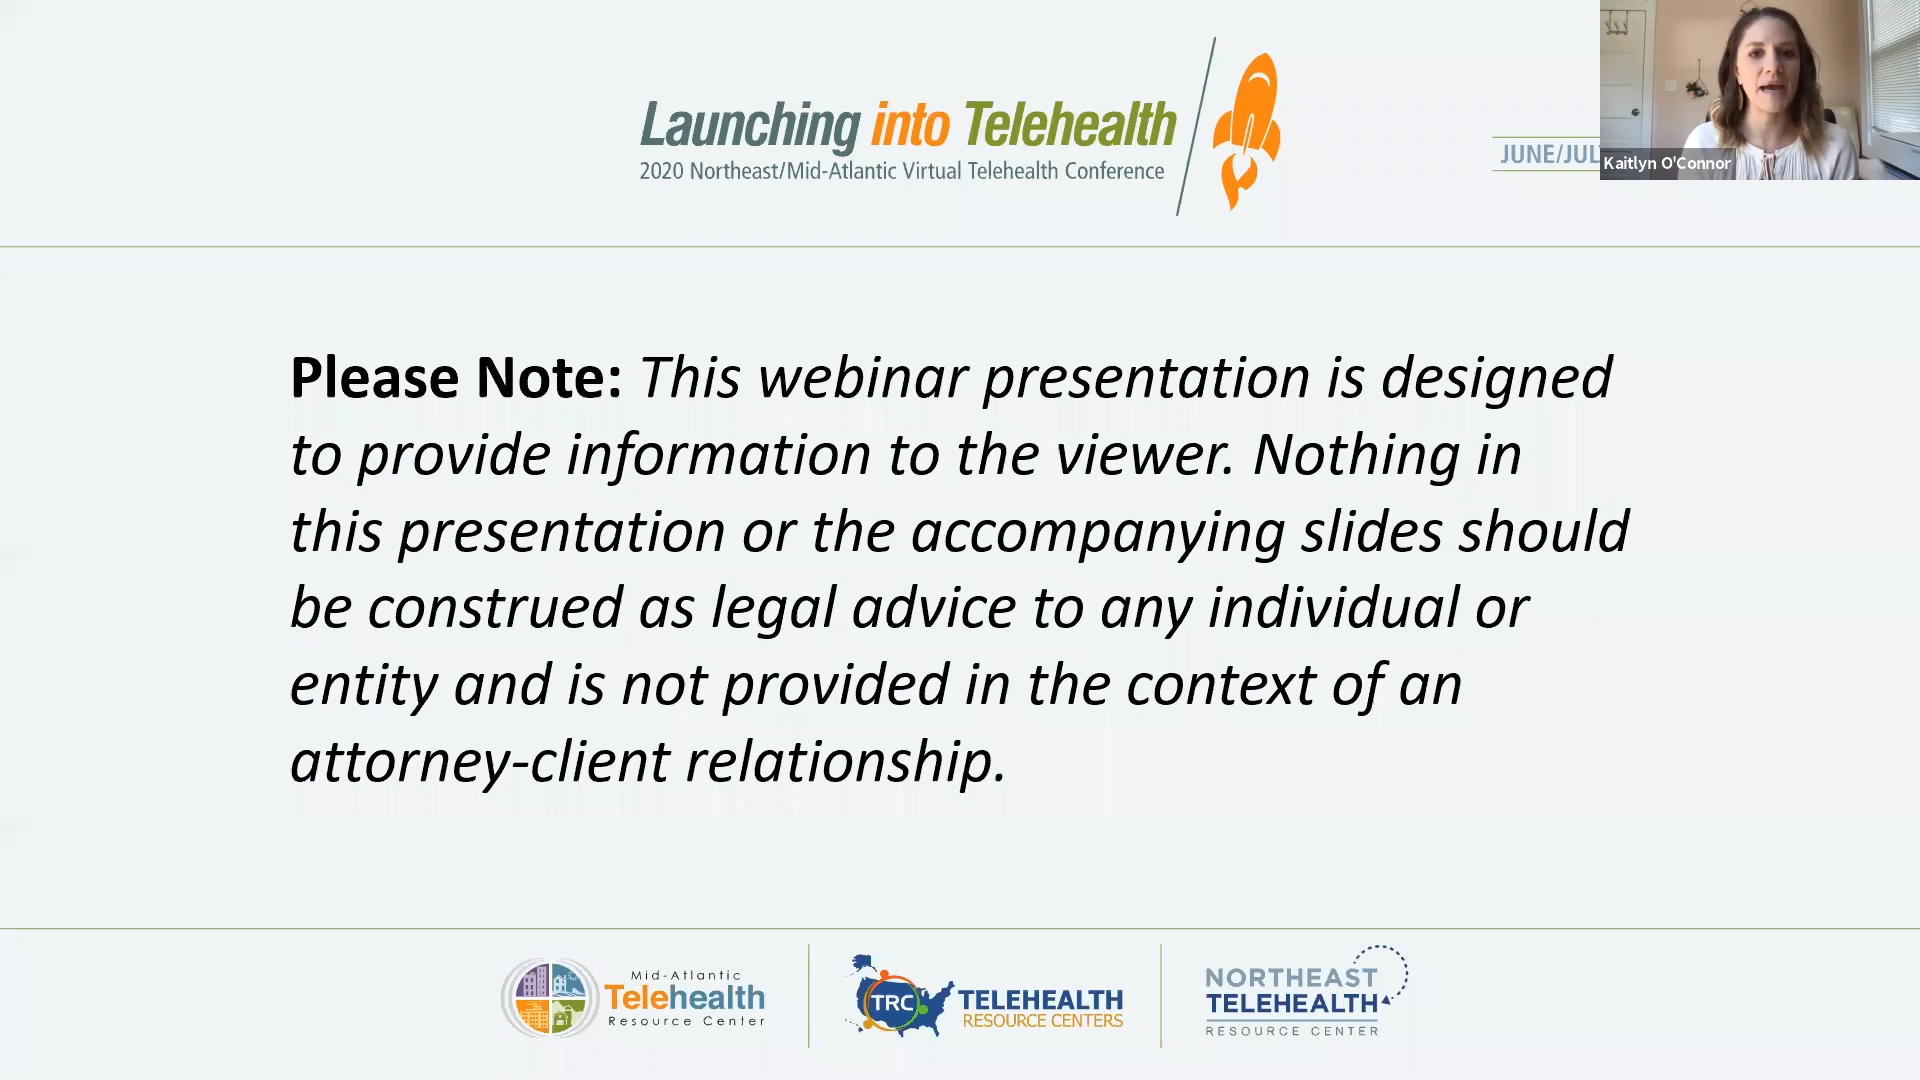 Launching into Telehealth
2020 Northeast/Mid-Atlantic Virtual Telehealth Conference
JUNE/JUL
Kaitlyn O'Connor
Please Note: This webinar presentation is designed
to provide information to the viewer. Nothing in
this presentation or the accompanying slides should
be construed as legal advice to any individual or
entity and is not provided in the context of an
attorney-client relationship.
Mid-Atlantic
Telehealth
Resource Center
TRC
TELEHEALTH
RESOURCE CENTERS
NORTHEAST
TELEHEALTH
RESOURCE CENTER